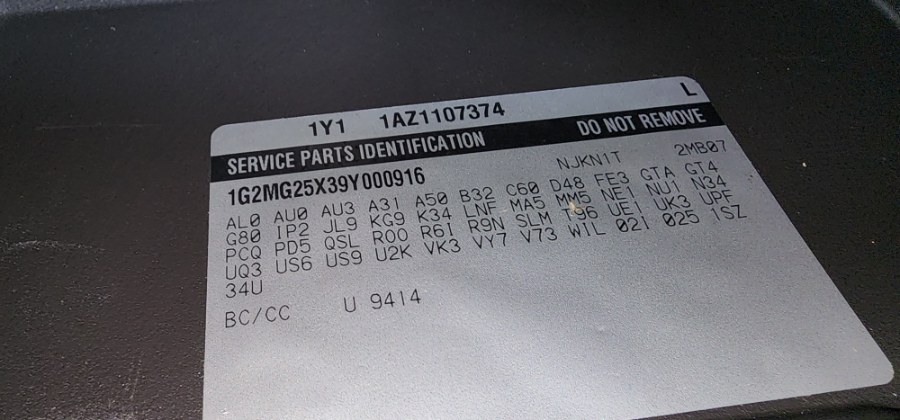 L
1Y1 1AZ1107374
SERVICE PARTS IDENTIFICATION DO NOT REMOVE
1G2MG25X39Y000916 NJKN1T 2MB07
AL0 AU0 AU3 A31 A50 B32 C60 D48 FE3 GTA GT4
G80 IP2 JL9 KG9 K34 LNF MA5 MM5 NE1 NU1 N34
PCQ PD5 QSL R00 R6I R9N SLM T96 UE1 UK3 UPF
UQ3 US6 US9 U2K VK3 VY7 V73 W1L 02I 025 1SZ
34U
BC/CC U 9414